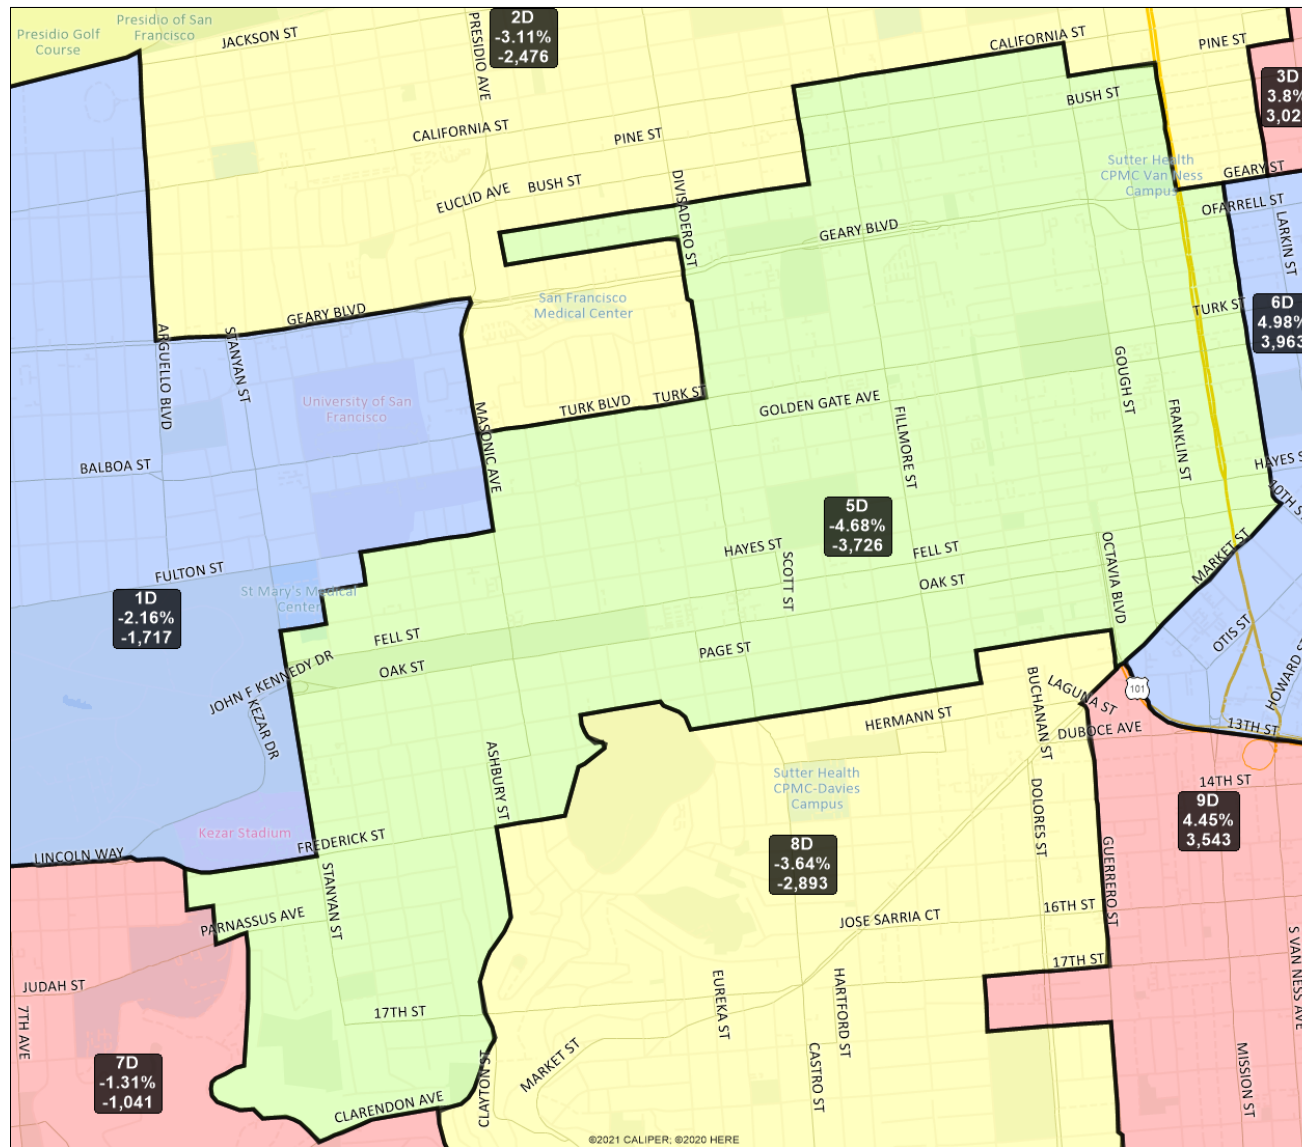 Presidio Golf
Course
Presidio of San
Francisco
JACKSON ST
PRESIDIO AVE
2D
-3.11%
-2,476
CALIFORNIA ST
PINE ST
3D
3.8%
BUSH ST
CALIFORNIA ST
PINE ST
Sutter Health
CPMC Van Ness
Campus
GEARY ST
EUCLID AVE
BUSH ST
DIVISADERO ST
OFARRELL ST
LARKIN ST
GEARY BLVD
San Francisco
Medical Center
GEARY BLVD
6D
4.98%
3,963
TURK ST
ARGUELLO BLVD
STANYAN ST
University of San
Francisco
MASONIC AVE
TURK BLVD
TURK ST
GOLDEN GATE AVE
FILLMORE ST
GOUGH ST
FRANKLIN ST
BALBOA ST
HAYES S
10TH S
5D
-4.68%
-3,726
HAYES ST
SCOTT ST
FELL ST
OAK ST
OCTAVIA BLVD
MARKET ST
FULTON ST
St Mary's Medical
Center
1D
-2.16%
-1,717
FELL ST
OAK ST
PAGE ST
JOHN F KENNEDY DR
KEZAR DR
OTIS ST
HOWARD ST
101
LAGUNA ST
BUCHANAN ST
HERMANN ST
DUBOCE AVE
13TH ST
14TH ST
ASHBURY ST
Sutter Health
CPMC-Davies
Campus
DOLORES ST
9D
4.45%
3,543
Kezar Stadium
FREDERICK ST
LINCOLN WAY
8D
-3.64%
-2,893
GUERRERO ST
STANYAN ST
PARNASSUS AVE
JOSE SARRIA CT
16TH ST
17TH ST
S VAN NESS AVE
JUDAH ST
7TH AVE
17TH ST
EUREKA ST
HARTFORD ST
7D
-1.31%
-1,041
CLARENDON AVE
CLAYTON ST
MARKET ST
CASTRO ST
MISSION ST
©2021 CALIPER; ©2020 HERE